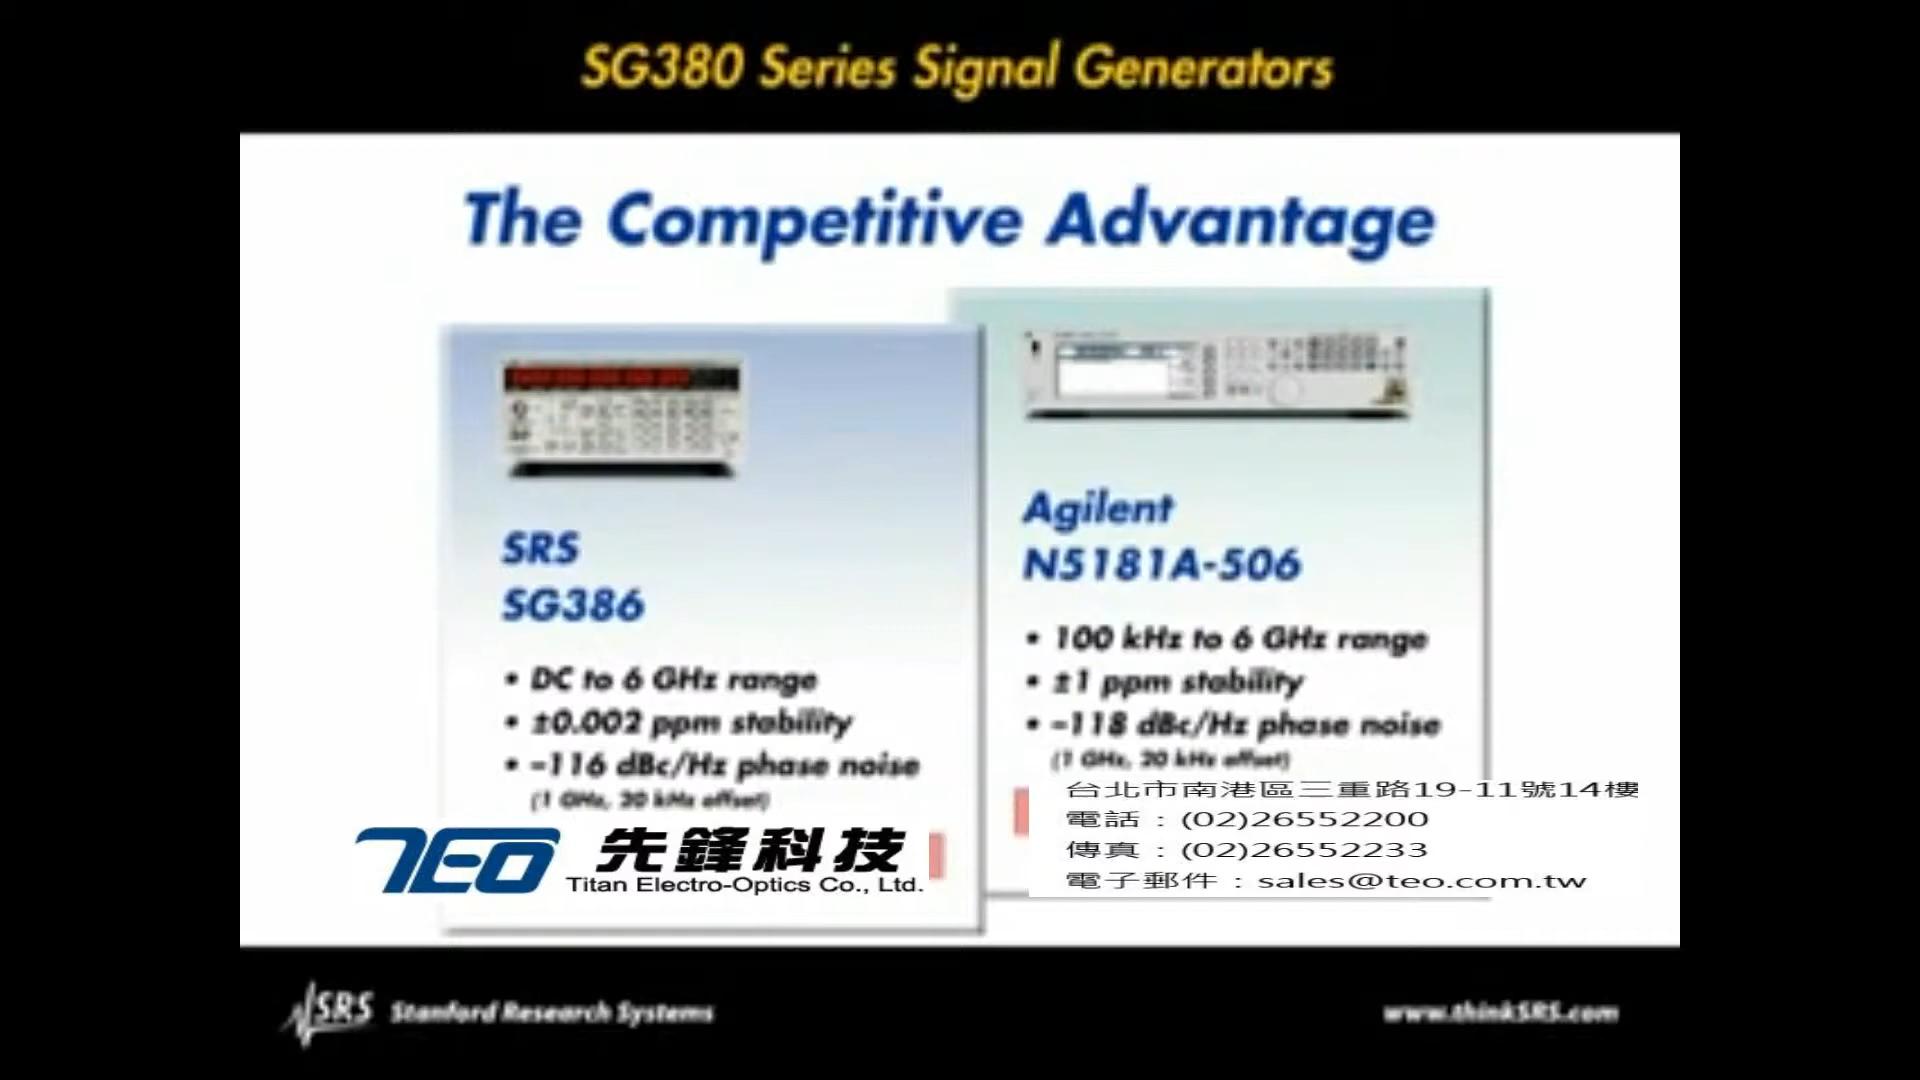 SG380 Series Signal Generators
The Competitive Advantage
SRS
SG386
• DC to 6 GHz range
• ±0.002 ppm stability
• –116 dBc/Hz phase noise
(1 GHz, 20 kHz offset)
Agilent
N5181A-506
• 100 kHz to 6 GHz range
• ±1 ppm stability
• –118 dBc/Hz phase noise
(1 GHz, 20 kHz offset)
TEO 先鋒科技
Titan Electro-Optics Co., Ltd.
台北市南港區三重路19-11號14樓
電話：(02)26552200
傳真：(02)26552233
電子郵件：sales@teo.com.tw
SRS Stanford Research Systems
www.thinkSRS.com